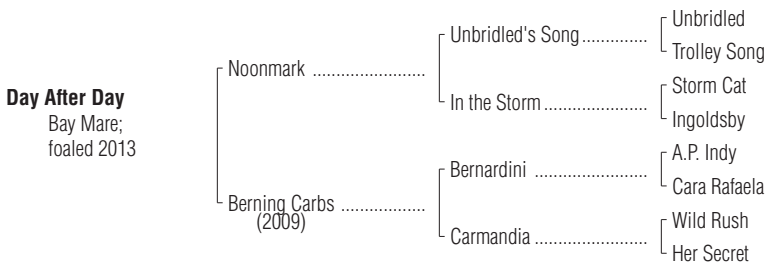 Unbridled
Unbridled's Song ..............
Trolley Song
Noonmark ........................
Storm Cat
In the Storm ......................
Ingoldsby
Day After Day
Bay Mare;
foaled 2013
A.P. Indy
Bernardini ........................
Cara Rafaela
Berning Carbs ..................
(2009)
Wild Rush
Carmandia ........................
Her Secret